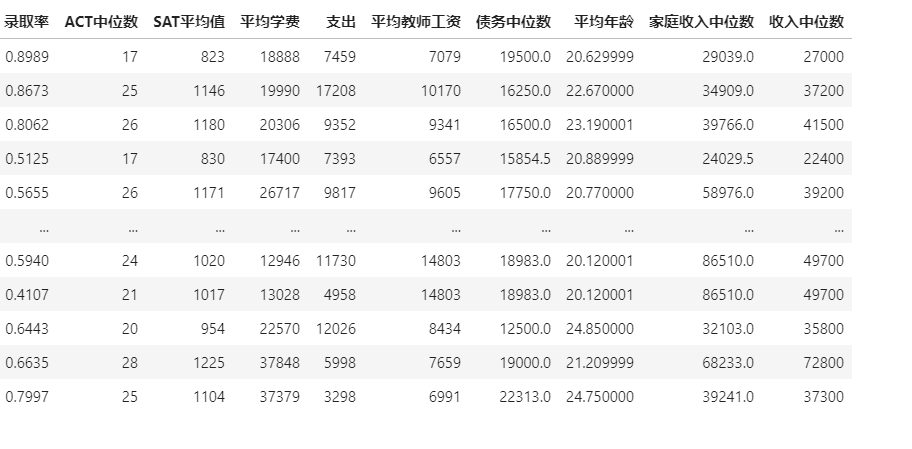 录取率 ACT中位数 SAT平均值 平均学费 支出 平均教师工资 债务中位数 平均年龄 家庭收入中位数 收入中位数
0.8989 17 823 18888 7459 7079 19500.0 20.629999 29039.0 27000
0.8673 25 1146 19990 17208 10170 16250.0 22.670000 34909.0 37200
0.8062 26 1180 20306 9352 9341 16500.0 23.190001 39766.0 41500
0.5125 17 830 17400 7393 6557 15854.5 20.889999 24029.5 22400
0.5655 26 1171 26717 9817 9605 17750.0 20.770000 58976.0 39200
... ... ... ... ... ... ... ... ... ...
0.5940 24 1020 12946 11730 14803 18983.0 20.120001 86510.0 49700
0.4107 21 1017 13028 4958 14803 18983.0 20.120001 86510.0 49700
0.6443 20 954 22570 12026 8434 12500.0 24.850000 32103.0 35800
0.6635 28 1225 37848 5998 7659 19000.0 21.209999 68233.0 72800
0.7997 25 1104 37379 3298 6991 22313.0 24.750000 39241.0 37300